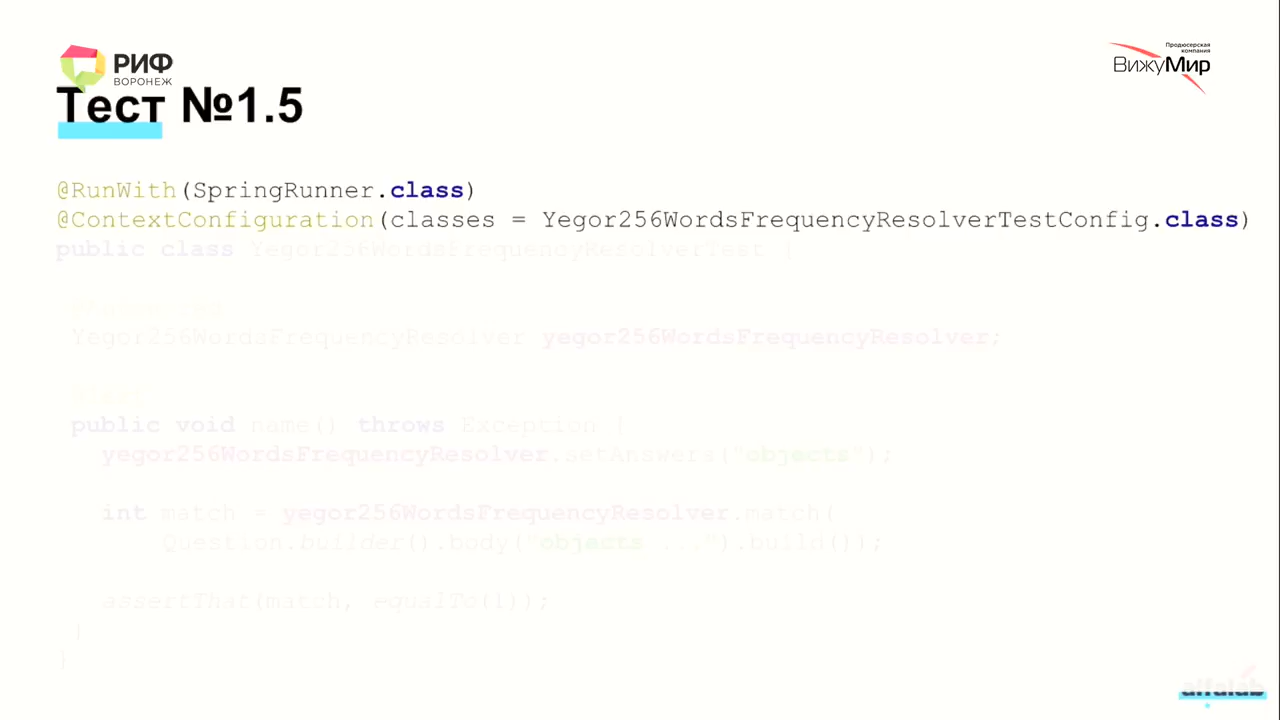 РИФ
ВОРОНЕЖ
Продюсерская
компания
ВижуМир
Тест №1.5
@RunWith(SpringRunner.class)
@ContextConfiguration(classes = Yegor256WordsFrequencyResolverTestConfig.class)
public class Yegor256WordsFrequencyResolverTest {
Yegor256WordsFrequencyResolver yegor256WordsFrequencyResolver;
public void name() throws Exception {
yegor256WordsFrequencyResolver.setAnswers("objects");
int match = yegor256WordsFrequencyResolver.match(
Question.builder().body("objects ...").build());
assertThat(match, equalTo(1));
}
}
alfalab